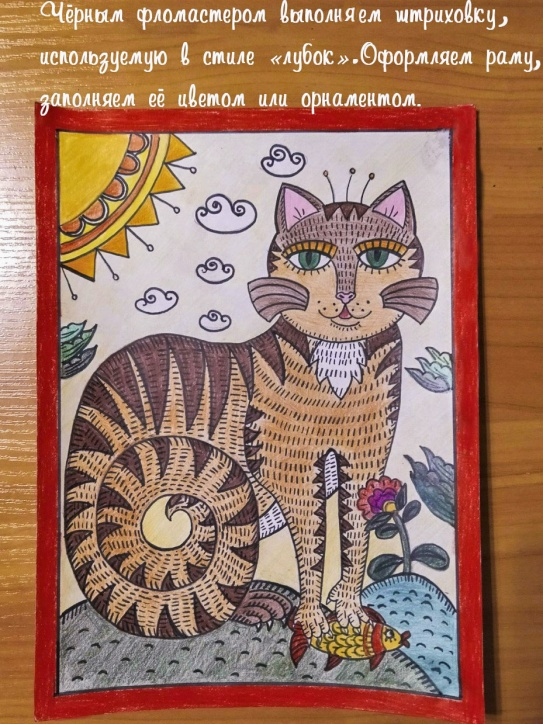 Чёрным фломастером выполняем штриховку,
используемую в стиле «лубок».Оформляем раму,
заполняем её цветом или орнаментом.